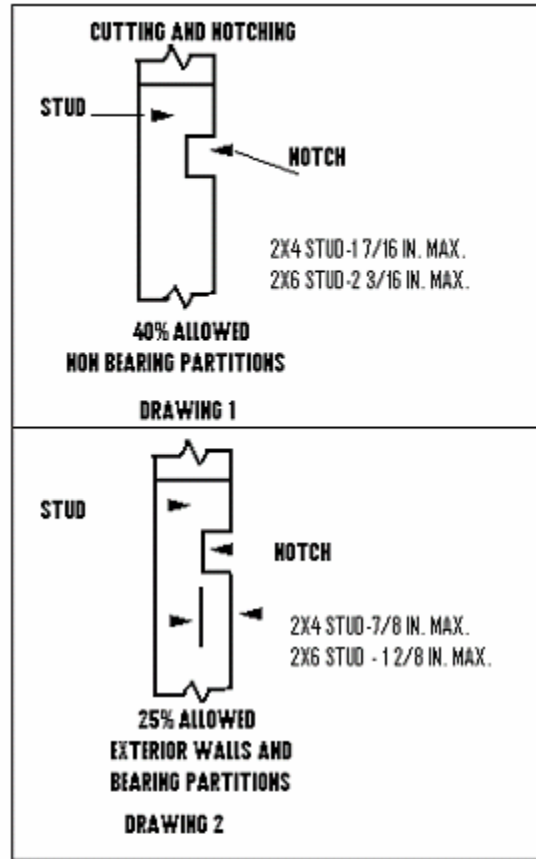 CUTTING AND NOTCHING
STUD
NOTCH
2X4 STUD-1 7/16 IN. MAX.
2X6 STUD-2 3/16 IN. MAX.
40% ALLOWED
NON BEARING PARTITIONS
DRAWING 1
STUD
NOTCH
2X4 STUD-7/8 IN. MAX.
2X6 STUD - 1 2/8 IN. MAX.
25% ALLOWED
EXTERIOR WALLS AND
BEARING PARTITIONS
DRAWING 2